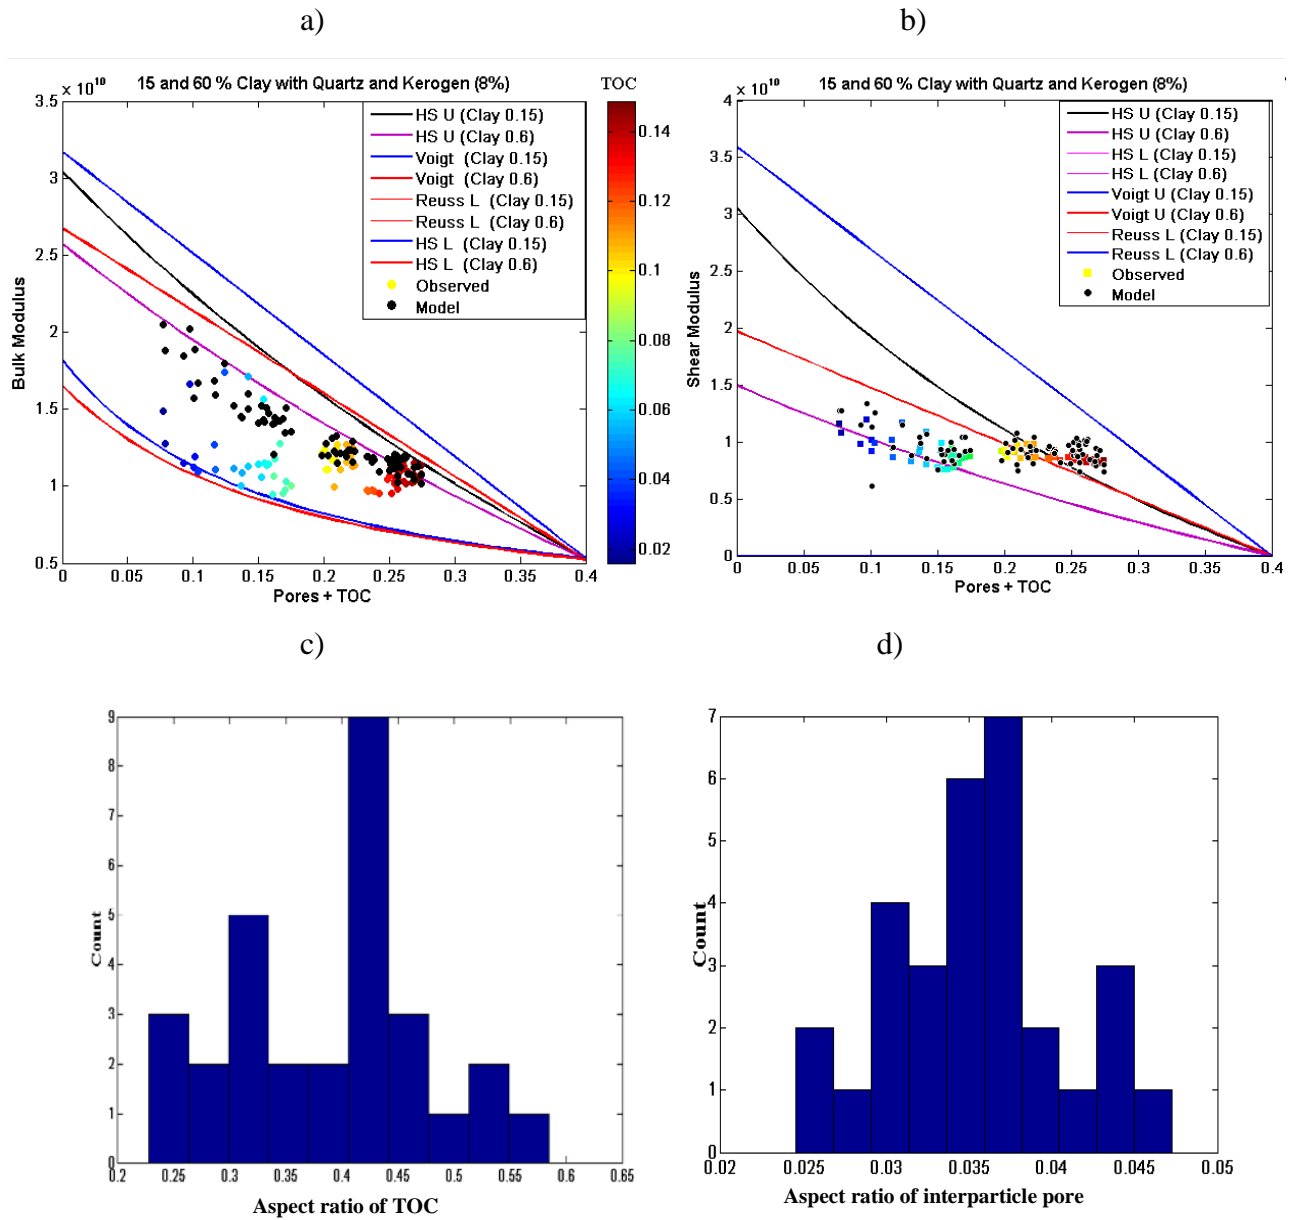 a)
b)
15 and 60 % Clay with Quartz and Kerogen (8%)
TOC
× 10 10
3.5
3
2.5
2
1.5
1
0.5
Bulk Modulus
0
0.05
0.1
0.15
0.2
0.25
0.3
0.35
0.4
Pores + TOC
HS U (Clay 0.15)
HS U (Clay 0.6)
Voigt (Clay 0.15)
Voigt (Clay 0.6)
Reuss L (Clay 0.15)
Reuss L (Clay 0.6)
HS L (Clay 0.15)
HS L (Clay 0.6)
Observed
Model
0.14
0.12
0.1
0.08
0.06
0.04
0.02
15 and 60 % Clay with Quartz and Kerogen (8%)
× 10 10
4
3.5
3
2.5
2
1.5
1
0.5
0
Shear Modulus
0
0.05
0.1
0.15
0.2
0.25
0.3
0.35
0.4
Pores + TOC
HS U (Clay 0.15)
HS U (Clay 0.6)
HS L (Clay 0.15)
HS L (Clay 0.6)
Voigt U (Clay 0.15)
Voigt U (Clay 0.6)
Reuss L (Clay 0.15)
Reuss L (Clay 0.6)
Observed
Model
c)
d)
9
8
7
6
5
4
3
2
1
0
Count
0.2
0.25
0.3
0.35
0.4
0.45
0.5
0.55
0.6
0.65
Aspect ratio of TOC
7
6
5
4
3
2
1
0
Count
0.02
0.025
0.03
0.035
0.04
0.045
0.05
Aspect ratio of interparticle pore